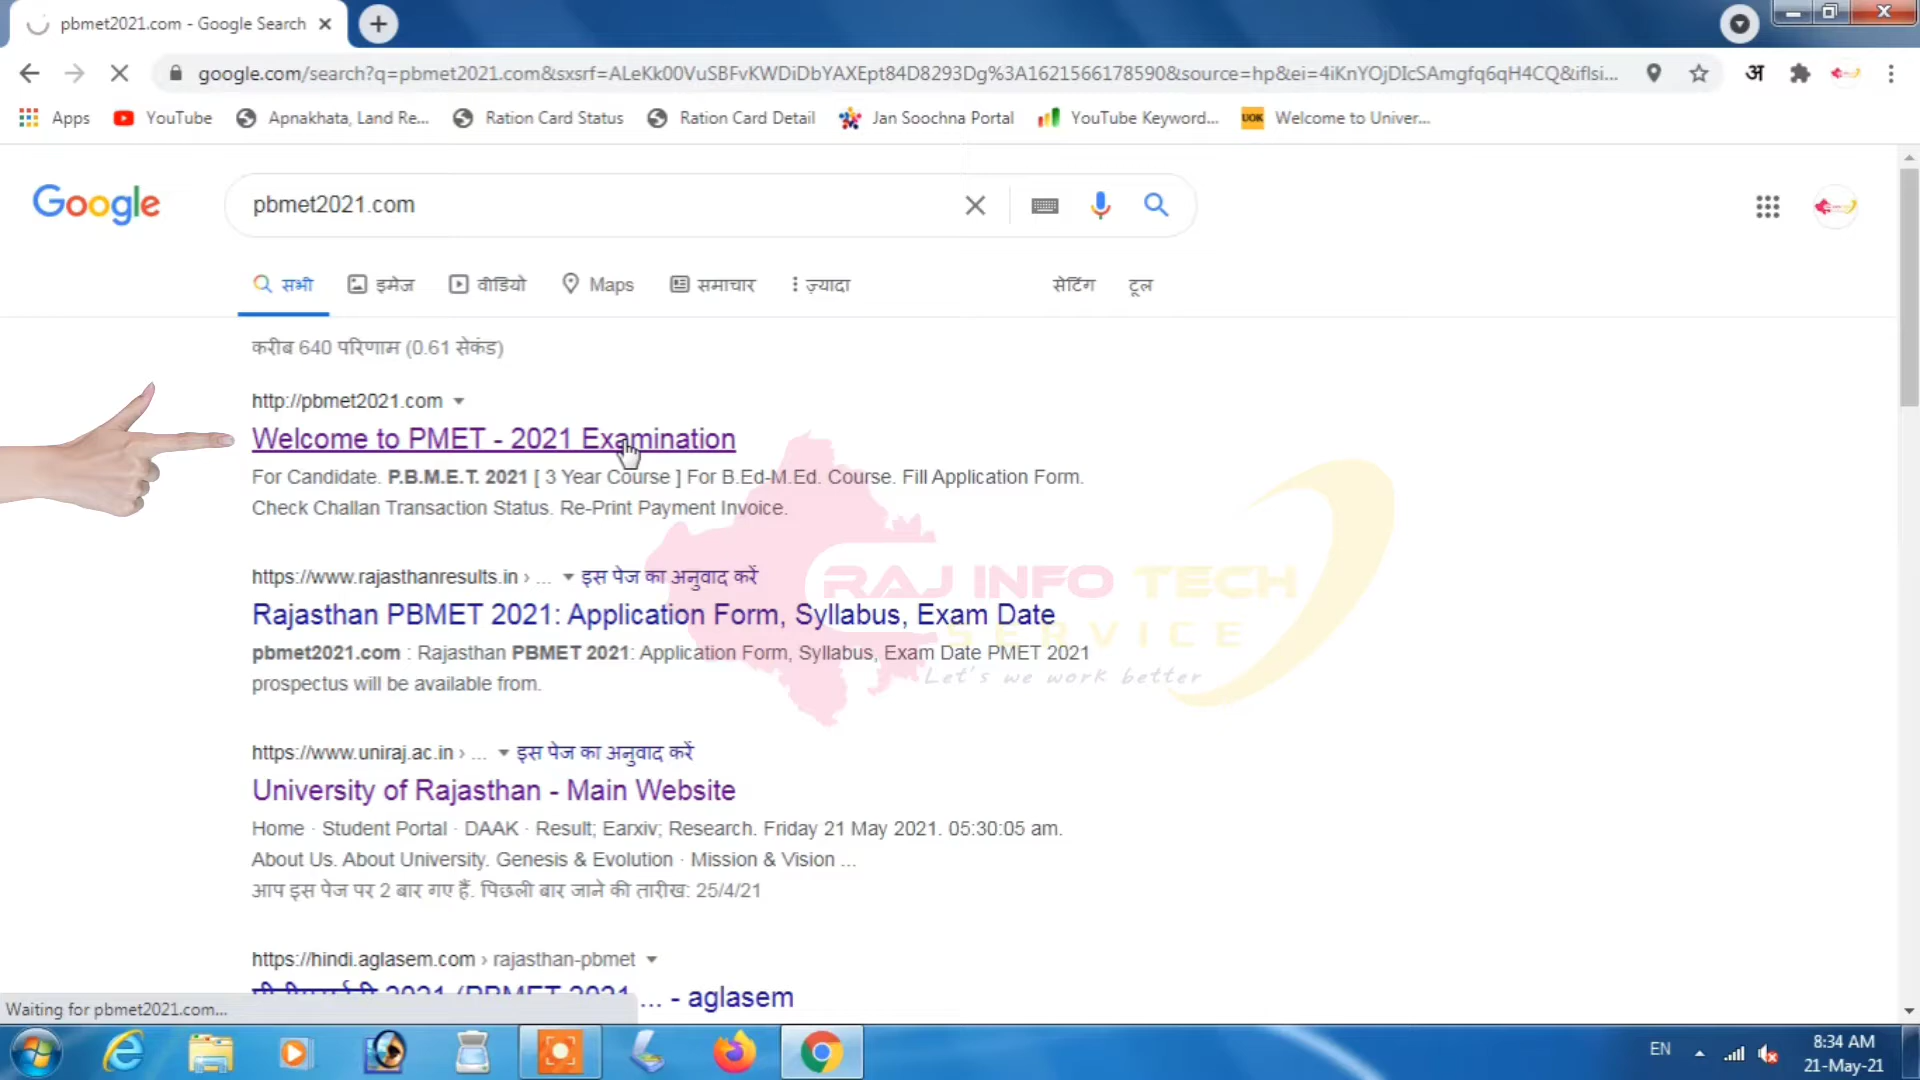 pbmet2021.com - Google Search
google.com/search?q=pbmet2021.com&sxsrf=ALeKk00VuSBFvKWDiDbYAXEpt84D8293Dg%3A1621566178590&source=hp&ei=4iKnYOjDIcSAmgfq6qH4CQ&iflsi...
अ
Apps YouTube Apnakhata, Land Re... Ration Card Status Ration Card Detail Jan Soochna Portal YouTube Keyword... UOK Welcome to Univer...
Google pbmet2021.com
सभी इमेज वीडियो Maps समाचार ज़्यादा सेटिंग टूल
करीब 640 परिणाम (0.61 सेकंड)
http://pbmet2021.com
Welcome to PMET - 2021 Examination
For Candidate. P.B.M.E.T. 2021 [ 3 Year Course ] For B.Ed-M.Ed. Course. Fill Application Form.
Check Challan Transaction Status. Re-Print Payment Invoice.
https://www.rajasthanresults.in › ... इस पेज का अनुवाद करें
RAJ INFO TECH
Rajasthan PBMET 2021: Application Form, Syllabus, Exam Date
SERVICE
pbmet2021.com : Rajasthan PBMET 2021: Application Form, Syllabus, Exam Date PMET 2021
Let's we work better
prospectus will be available from.
https://www.uniraj.ac.in › ... इस पेज का अनुवाद करें
University of Rajasthan - Main Website
Home · Student Portal · DAAK · Result; Earxiv; Research. Friday 21 May 2021. 05:30:05 am.
About Us. About University. Genesis & Evolution · Mission & Vision ...
आप इस पेज पर 2 बार गए हैं. पिछली बार जाने की तारीख: 25/4/21
https://hindi.aglasem.com › rajasthan-pbmet
2021 (PBMET 2021 ... - aglasem
Waiting for pbmet2021.com...
EN 8:34 AM
21-May-21